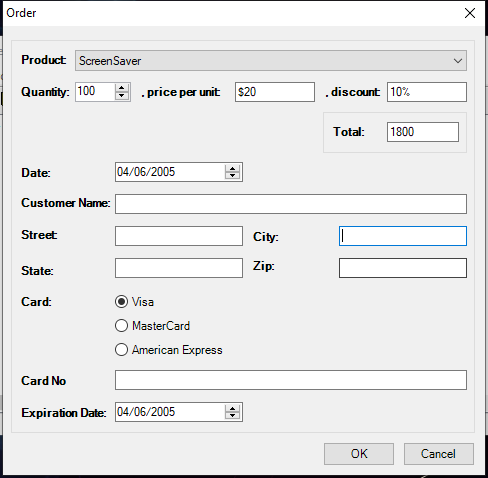 Order
Product: ScreenSaver
Quantity: 100 , price per unit: $20 , discount: 10%
Total: 1800
Date: 04/06/2005
Customer Name:
Street: City:
State: Zip:
Card: Visa
MasterCard
American Express
Card No
Expiration Date: 04/06/2005
OK Cancel